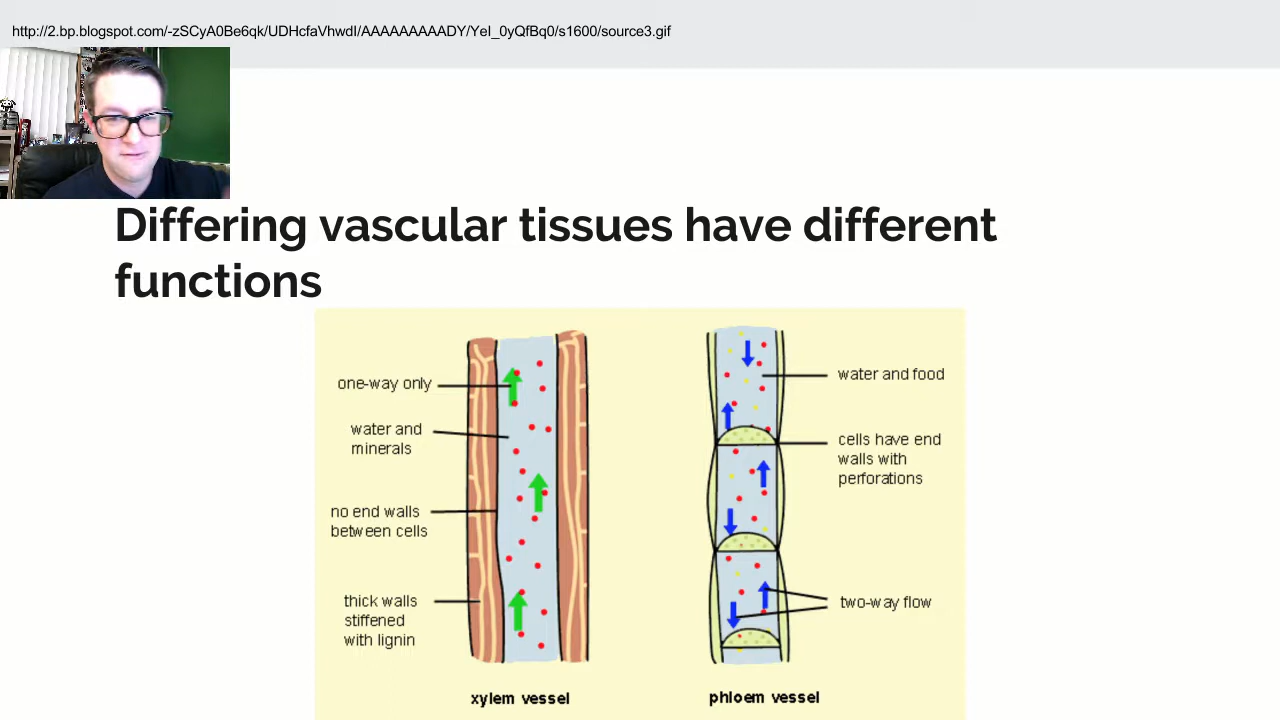 http://2.bp.blogspot.com/-zSCyA0Be6qk/UDHcfaVhwdI/AAAAAAAAADY/YeI_0yQfBq0/s1600/source3.gif
Differing vascular tissues have different
functions
one-way only
water and
minerals
no end walls
between cells
thick walls
stiffened
with lignin
xylem vessel
water and food
cells have end
walls with
perforations
two-way flow
phloem vessel